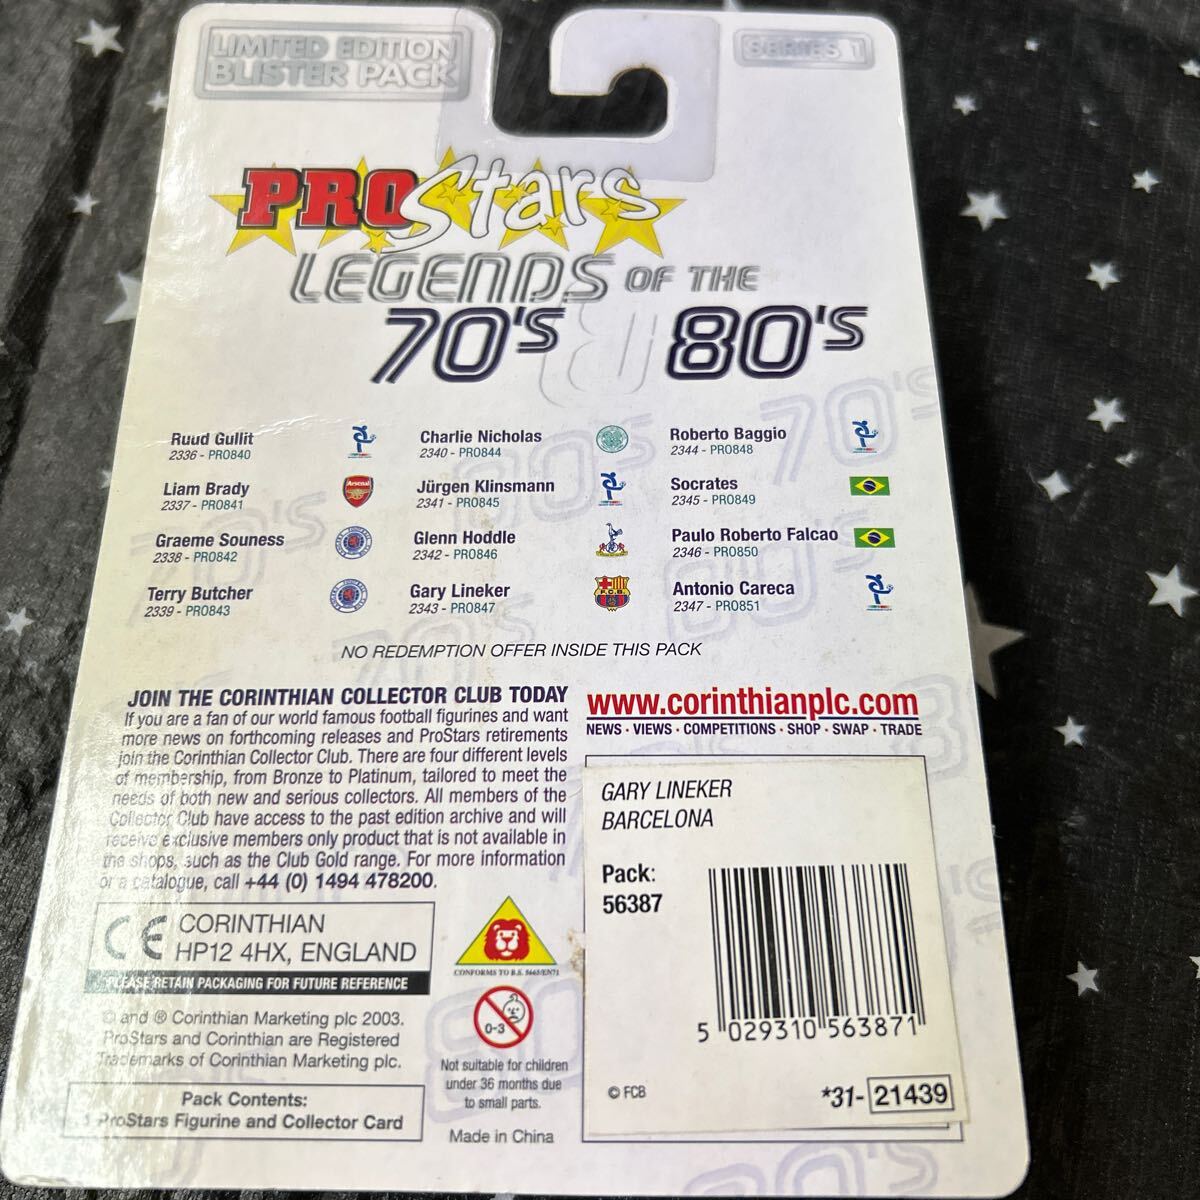 LIMITED EDITION
BLISTER PACK
SERIES 1
PROStars
LEGENDS OF THE
70's 80's
Ruud Gullit
2336 - PRO840
Liam Brady
2337 - PRO841
Graeme Souness
2338 - PRO842
Terry Butcher
2339 - PRO843
Charlie Nicholas
2340 - PRO844
Jürgen Klinsmann
2341 - PRO845
Glenn Hoddle
2342 - PRO846
Gary Lineker
2343 - PRO847
Roberto Baggio
2344 - PRO848
Socrates
2345 - PRO849
Paulo Roberto Falcao
2346 - PRO850
Antonio Careca
2347 - PRO851
Arsenal
NO REDEMPTION OFFER INSIDE THIS PACK
JOIN THE CORINTHIAN COLLECTOR CLUB TODAY
If you are a fan of our world famous football figurines and want
more news on forthcoming releases and ProStars retirements
join the Corinthian Collector Club. There are four different levels
of membership, from Bronze to Platinum, tailored to meet the
needs of both new and serious collectors. All members of the
Collector Club have access to the past edition archive and will
receive exclusive members only product that is not available in
the shops, such as the Club Gold range. For more information
or a catalogue, call +44 (0) 1494 478200.
www.corinthianplc.com
NEWS · VIEWS · COMPETITIONS · SHOP · SWAP · TRADE
GARY LINEKER
BARCELONA
Pack:
56387
5 029310 563871
© FCB
*31- 21439
CE CORINTHIAN
HP12 4HX, ENGLAND
PLEASE RETAIN PACKAGING FOR FUTURE REFERENCE
© and ® Corinthian Marketing plc 2003.
ProStars and Corinthian are Registered
Trademarks of Corinthian Marketing plc.
Pack Contents:
1 ProStars Figurine and Collector Card
CONFORMS TO B.S. 5665/EN71
0-3
Not suitable for children
under 36 months due
to small parts.
Made in China